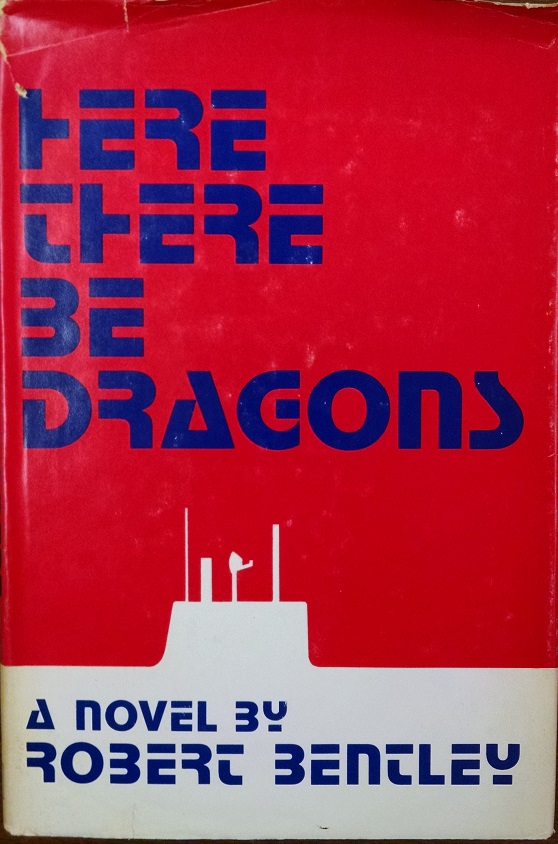 HERE
THERE
BE
DRAGONS
A NOVEL BY
ROBERT BENTLEY